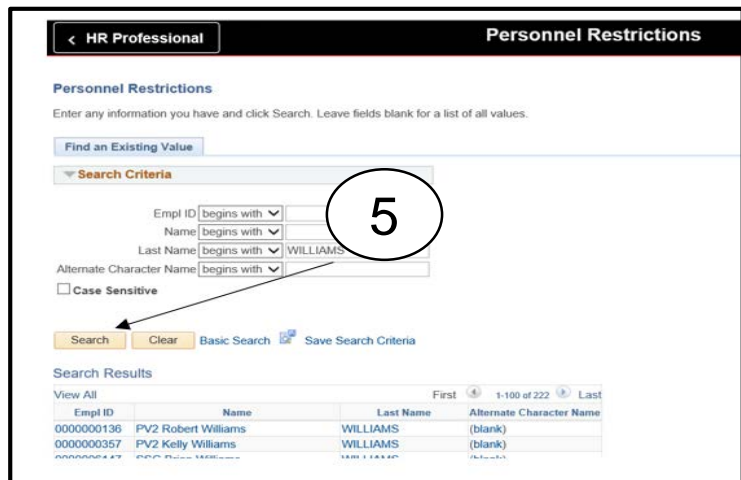 < HR Professional Personnel Restrictions
Personnel Restrictions
Enter any information you have and click Search. Leave fields blank for a list of all values.
Find an Existing Value
Search Criteria
Empl ID begins with
Name begins with
Last Name begins with WILLIAMS
Alternate Character Name begins with
Case Sensitive
5
Search Clear Basic Search Save Search Criteria
Search Results
View All First 1-100 of 222 Last
Empl ID Name Last Name Alternate Character Name
0000000136 PV2 Robert Williams WILLIAMS (blank)
0000000357 PV2 Kelly Williams WILLIAMS (blank)